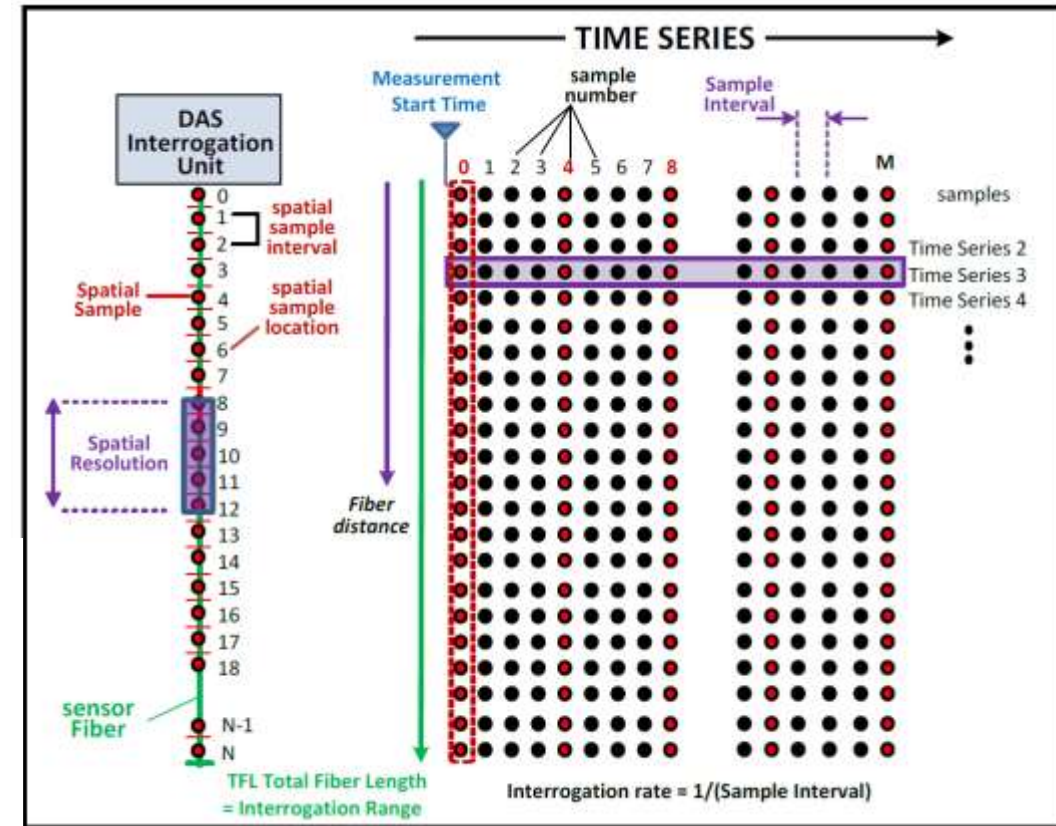 TIME SERIES
Measurement
Start Time
sample
number
Sample
Interval
DAS
Interrogation
Unit
0 1 2 3 4 5 6 7 8 M
samples
Time Series 2
Time Series 3
Time Series 4
0
1
2
3
4
5
6
7
8
9
10
11
12
13
14
15
16
17
18
N-1
N
spatial
sample
interval
Spatial
Sample
spatial
sample
location
Spatial
Resolution
Fiber
distance
sensor
Fiber
TFL Total Fiber Length
= Interrogation Range
Interrogation rate = 1/(Sample Interval)